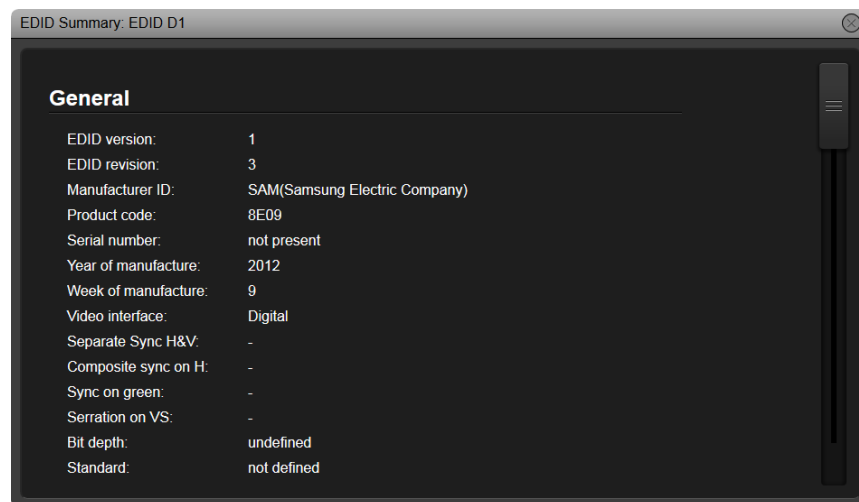 EDID Summary: EDID D1
General
EDID version: 1
EDID revision: 3
Manufacturer ID: SAM(Samsung Electric Company)
Product code: 8E09
Serial number: not present
Year of manufacture: 2012
Week of manufacture: 9
Video interface: Digital
Separate Sync H&V: -
Composite sync on H: -
Sync on green: -
Serration on VS: -
Bit depth: undefined
Standard: not defined